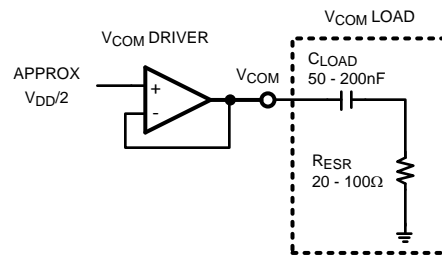 VCOM LOAD
VCOM DRIVER
APPROX
VDD/2
+
-
VCOM
CLOAD
50 - 200nF
RESR
20 - 100Ω